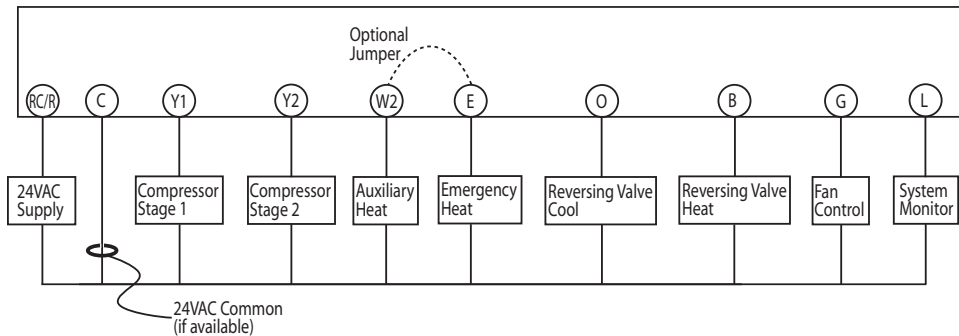 Optional
Jumper
RC/R
C
Y1
Y2
W2
E
O
B
G
L
24VAC
Supply
Compressor
Stage 1
Compressor
Stage 2
Auxiliary
Heat
Emergency
Heat
Reversing Valve
Cool
Reversing Valve
Heat
Fan
Control
System
Monitor
24VAC Common
(if available)